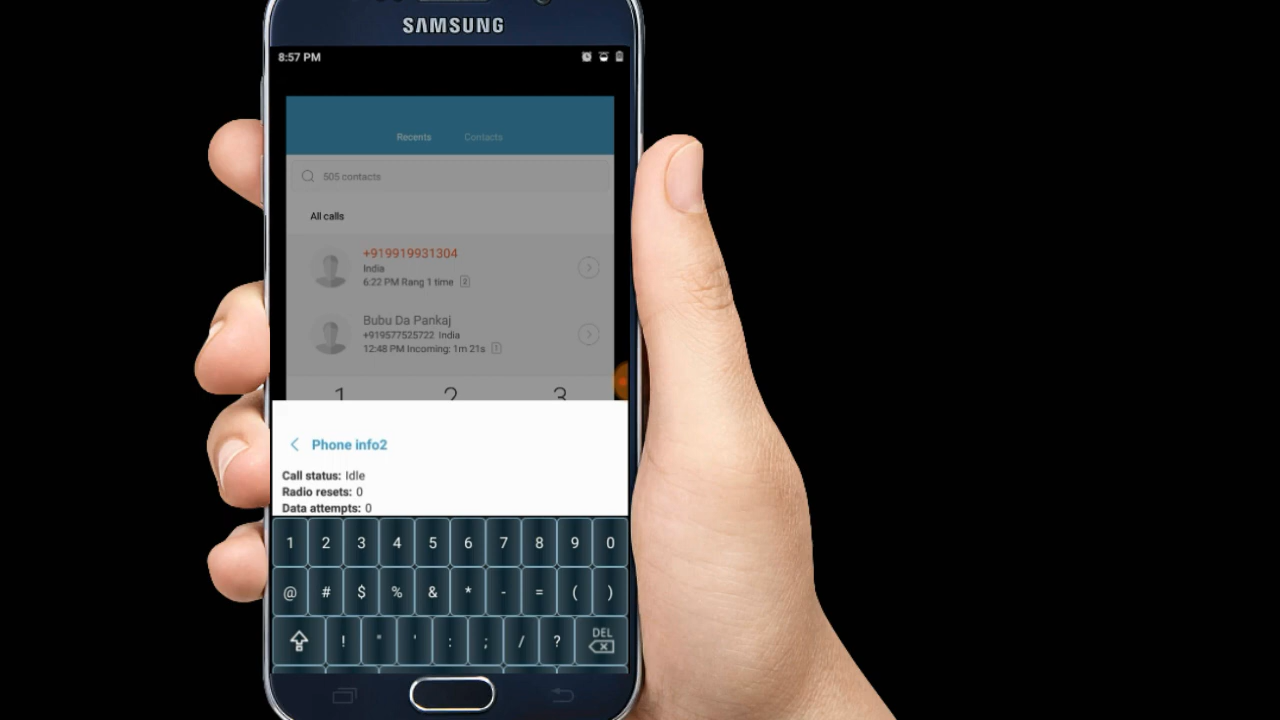 SAMSUNG
8:57 PM
Recents Contacts
505 contacts
All calls
+919919931304
India
6:22 PM Rang 1 time 2
Bubu Da Pankaj
+919577525722 India
12:48 PM Incoming: 1m 21s 1
1 2 3
Phone info2
Call status: Idle
Radio resets: 0
Data attempts: 0
1 2 3 4 5 6 7 8 9 0
@ # $ % & * - = ( )
! " ' : ; / ? DEL